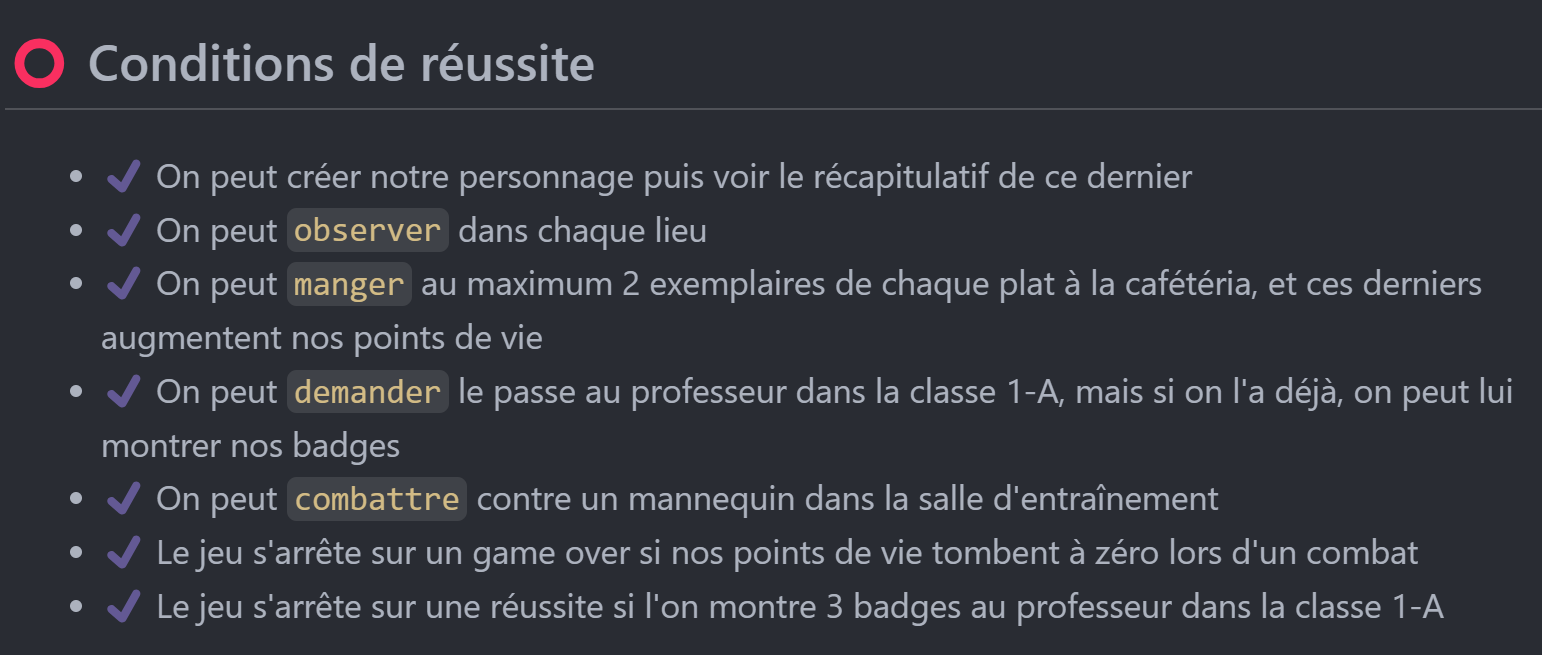 Conditions de réussite
On peut créer notre personnage puis voir le récapitulatif de ce dernier
On peut observer dans chaque lieu
On peut manger au maximum 2 exemplaires de chaque plat à la cafétéria, et ces derniers
augmentent nos points de vie
On peut demander le passe au professeur dans la classe 1-A, mais si on l'a déjà, on peut lui
montrer nos badges
On peut combattre contre un mannequin dans la salle d'entraînement
Le jeu s'arrête sur un game over si nos points de vie tombent à zéro lors d'un combat
Le jeu s'arrête sur une réussite si l'on montre 3 badges au professeur dans la classe 1-A